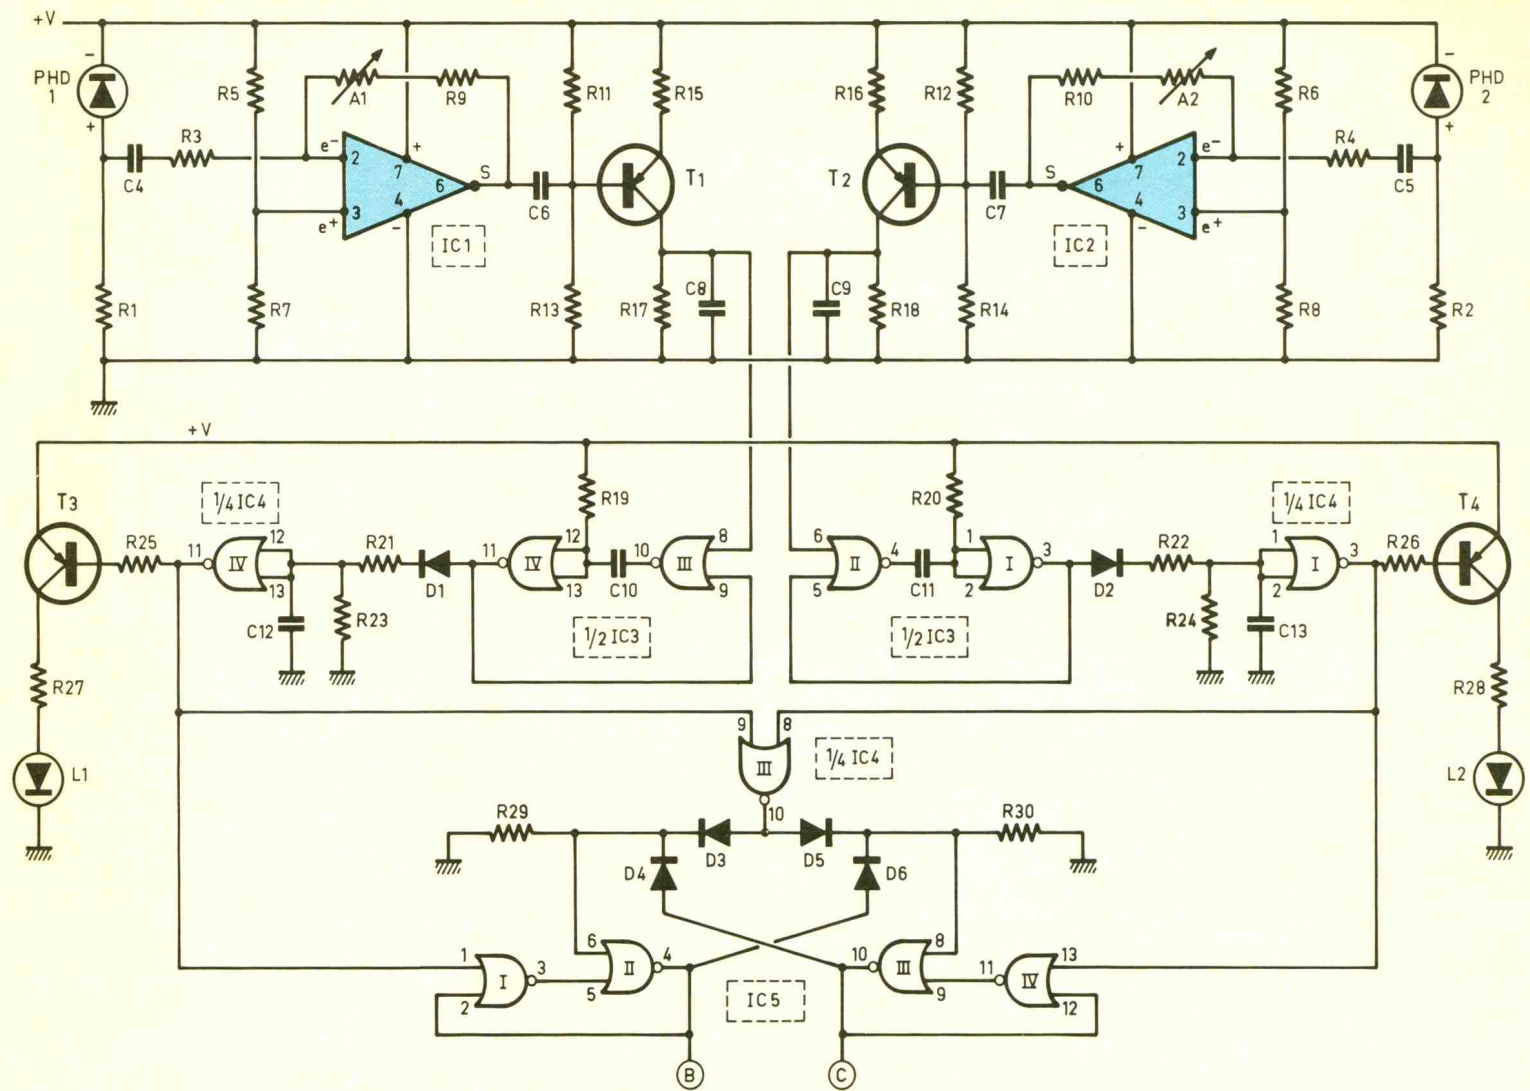 +V
PHD 1
-
+
R1
C4
R3
R5
R7
A1
R9
e-
2
3
e+
7
+
4
-
6
S
IC1
C6
R11
R13
R15
T1
R17
C8
R16
T2
R12
C9
R18
R14
C7
S
6
R10
A2
+
7
4
-
e-
2
3
e+
IC2
R6
R8
R4
C5
PHD 2
-
+
R2
+V
T3
R25
11
IV
12
13
1/4 IC4
C12
R23
R21
D1
11
IV
12
13
R19
C10
10
III
8
9
1/2 IC3
6
5
II
4
C11
R20
1
2
I
3
1/2 IC3
D2
R22
R24
C13
1
2
I
3
1/4 IC4
R26
T4
R27
L1
R28
L2
9
8
III
10
1/4 IC4
R29
D4
D3
D5
D6
R30
1
2
I
3
6
5
II
4
IC5
10
III
8
9
11
IV
13
12
B
C